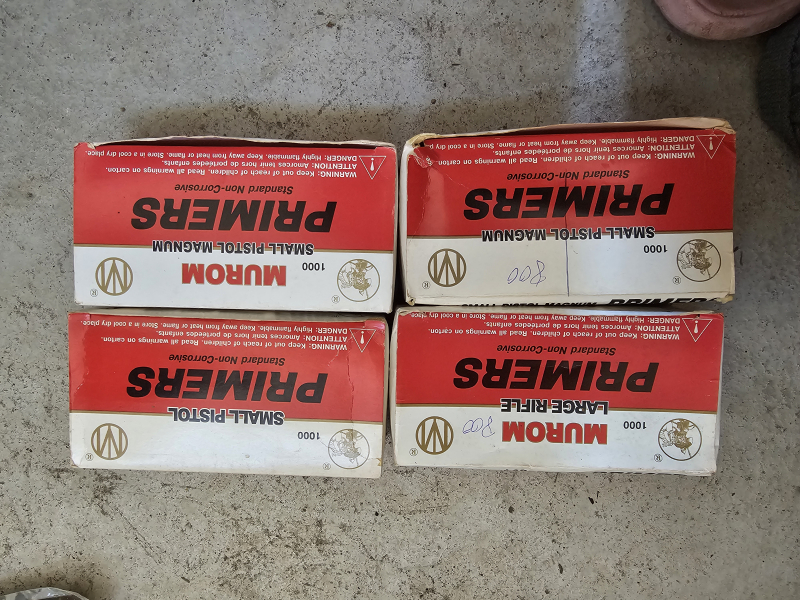 1000 MUROM 800
LARGE RIFLE
PRIMERS
Standard Non-Corrosive
WARNING: Keep out of reach of children. Read all warnings on carton.
ATTENTION: Amorces tenir hors de porteedes enfants.
DANGER: Highly flammable. Keep away from heat or flame. Store in a cool dry place.
1000
SMALL PISTOL
PRIMERS
Standard Non-Corrosive
WARNING: Keep out of reach of children. Read all warnings on carton.
ATTENTION: Amorces tenir hors de porteedes enfants.
DANGER: Highly flammable. Keep away from heat or flame. Store in a cool dry place.
1000 800
SMALL PISTOL MAGNUM
PRIMERS
Standard Non-Corrosive
WARNING: Keep out of reach of children. Read all warnings on carton.
ATTENTION: Amorces tenir hors de porteedes enfants.
DANGER: Highly flammable. Keep away from heat or flame. Store in a cool dry place.
1000 MUROM
SMALL PISTOL MAGNUM
PRIMERS
Standard Non-Corrosive
WARNING: Keep out of reach of children. Read all warnings on carton.
ATTENTION: Amorces tenir hors de porteedes enfants.
DANGER: Highly flammable. Keep away from heat or flame. Store in a cool dry place.